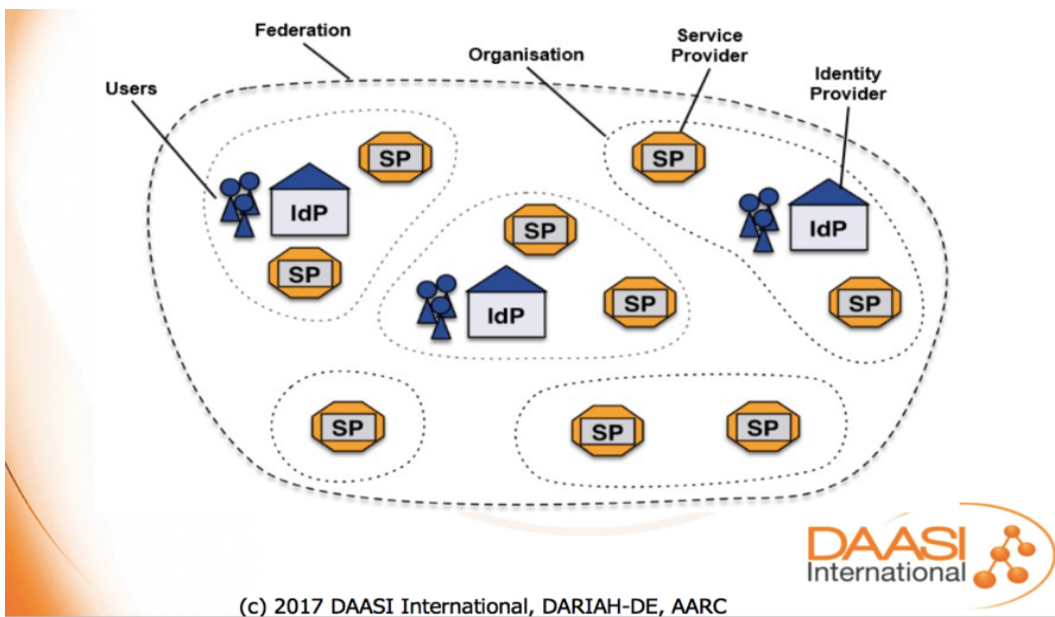 Federation
Service
Provider
Organisation
Identity
Provider
Users
SP
SP
IdP
IdP
SP
SP
IdP
SP
SP
SP
SP
SP
SP
DAASI
International
(c) 2017 DAASI International, DARIAH-DE, AARC